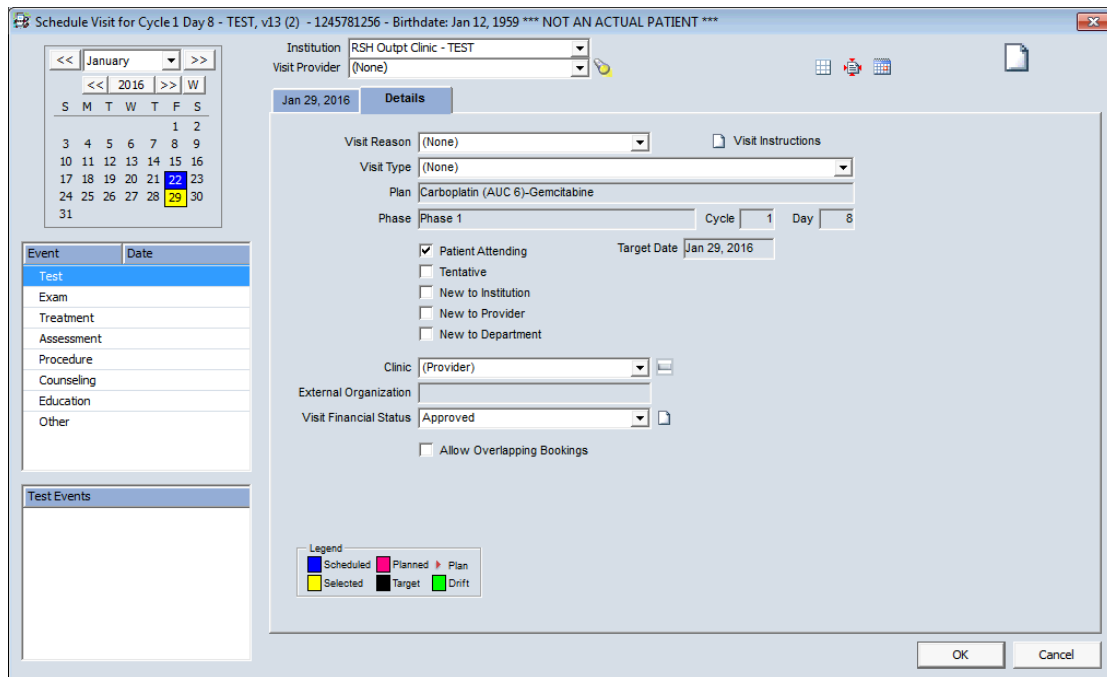 Schedule Visit for Cycle 1 Day 8 - TEST, v13 (2) - 1245781256 - Birthdate: Jan 12, 1959 *** NOT AN ACTUAL PATIENT ***
<< January >>
<< 2016 >> W
S M T W T F S
1 2
3 4 5 6 7 8 9
10 11 12 13 14 15 16
17 18 19 20 21 22 23
24 25 26 27 28 29 30
31
Event Date
Test
Exam
Treatment
Assessment
Procedure
Counseling
Education
Other
Test Events
Institution RSH Outpt Clinic - TEST
Visit Provider (None)
Jan 29, 2016 Details
Visit Reason (None) Visit Instructions
Visit Type (None)
Plan Carboplatin (AUC 6)-Gemcitabine
Phase Phase 1 Cycle 1 Day 8
Patient Attending Target Date Jan 29, 2016
Tentative
New to Institution
New to Provider
New to Department
Clinic (Provider)
External Organization
Visit Financial Status Approved
Allow Overlapping Bookings
Legend
Scheduled Planned Plan
Selected Target Drift
OK Cancel